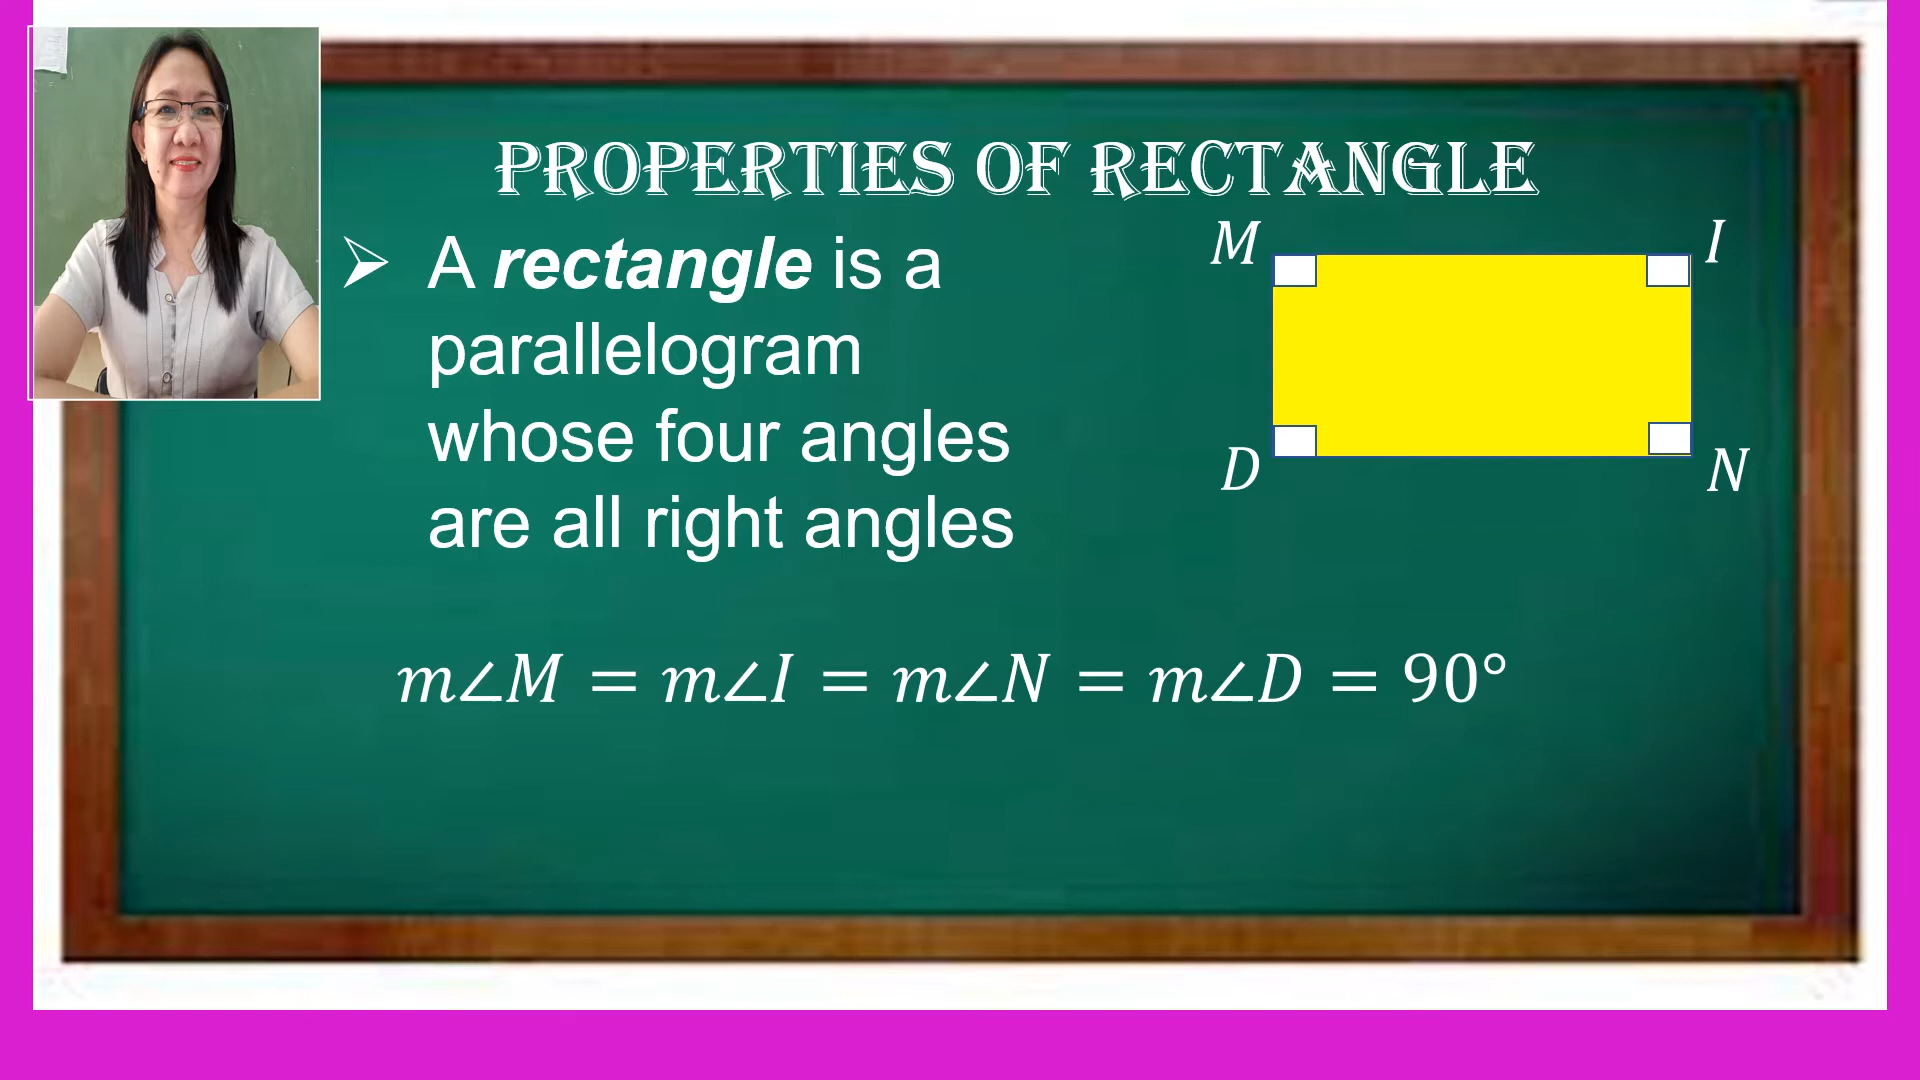 PROPERTIES OF RECTANGLE
M
I
➢ A rectangle is a
parallelogram
whose four angles
are all right angles
D
N
m∠M = m∠I = m∠N = m∠D = 90°